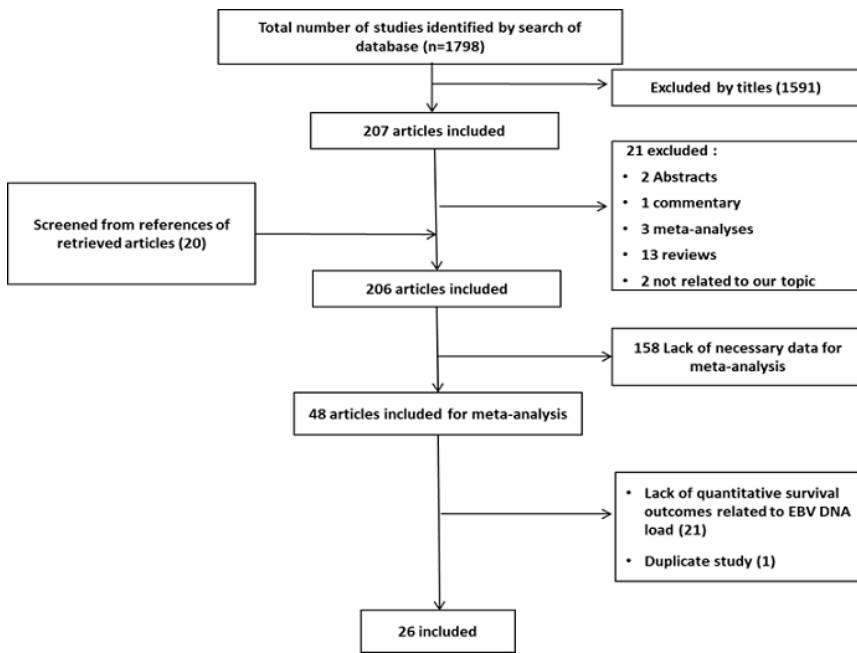 Total number of studies identified by search of
database (n=1798)
Excluded by titles (1591)
207 articles included
21 excluded :
• 2 Abstracts
• 1 commentary
• 3 meta-analyses
• 13 reviews
• 2 not related to our topic
Screened from references of
retrieved articles (20)
206 articles included
158 Lack of necessary data for
meta-analysis
48 articles included for meta-analysis
• Lack of quantitative survival
outcomes related to EBV DNA
load (21)
• Duplicate study (1)
26 included